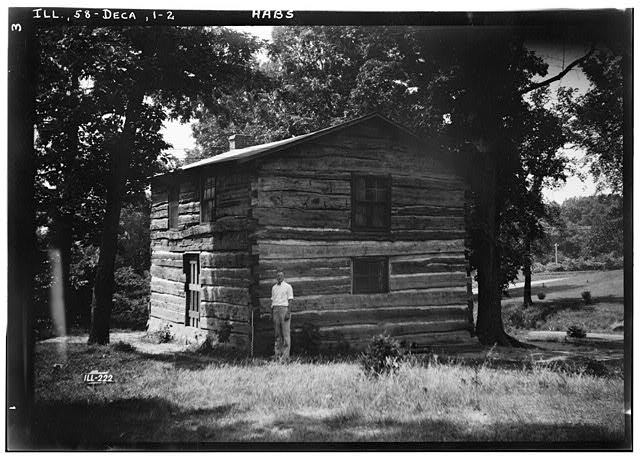 ILL, 58-DECA, 1-2 HABS
3
ILL-222